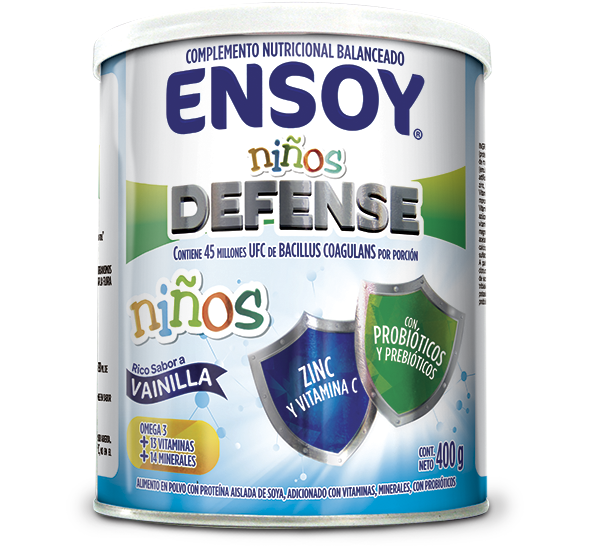 COMPLEMENTO NUTRICIONAL BALANCEADO
ENSOY®
niños
DEFENSE
CONTIENE 45 MILLONES UFC DE BACILLUS COAGULANS POR PORCIÓN
niños
Rico Sabor a
VAINILLA
ZINC
Y VITAMINA C
CON
PROBIÓTICOS
Y PREBIÓTICOS
OMEGA 3
+ 13 VITAMINAS
+ 14 MINERALES
CONT.
NETO 400 g
ALIMENTO EN POLVO CON PROTEÍNA AISLADA DE SOYA, ADICIONADO CON VITAMINAS, MINERALES, CON PROBIÓTICOS